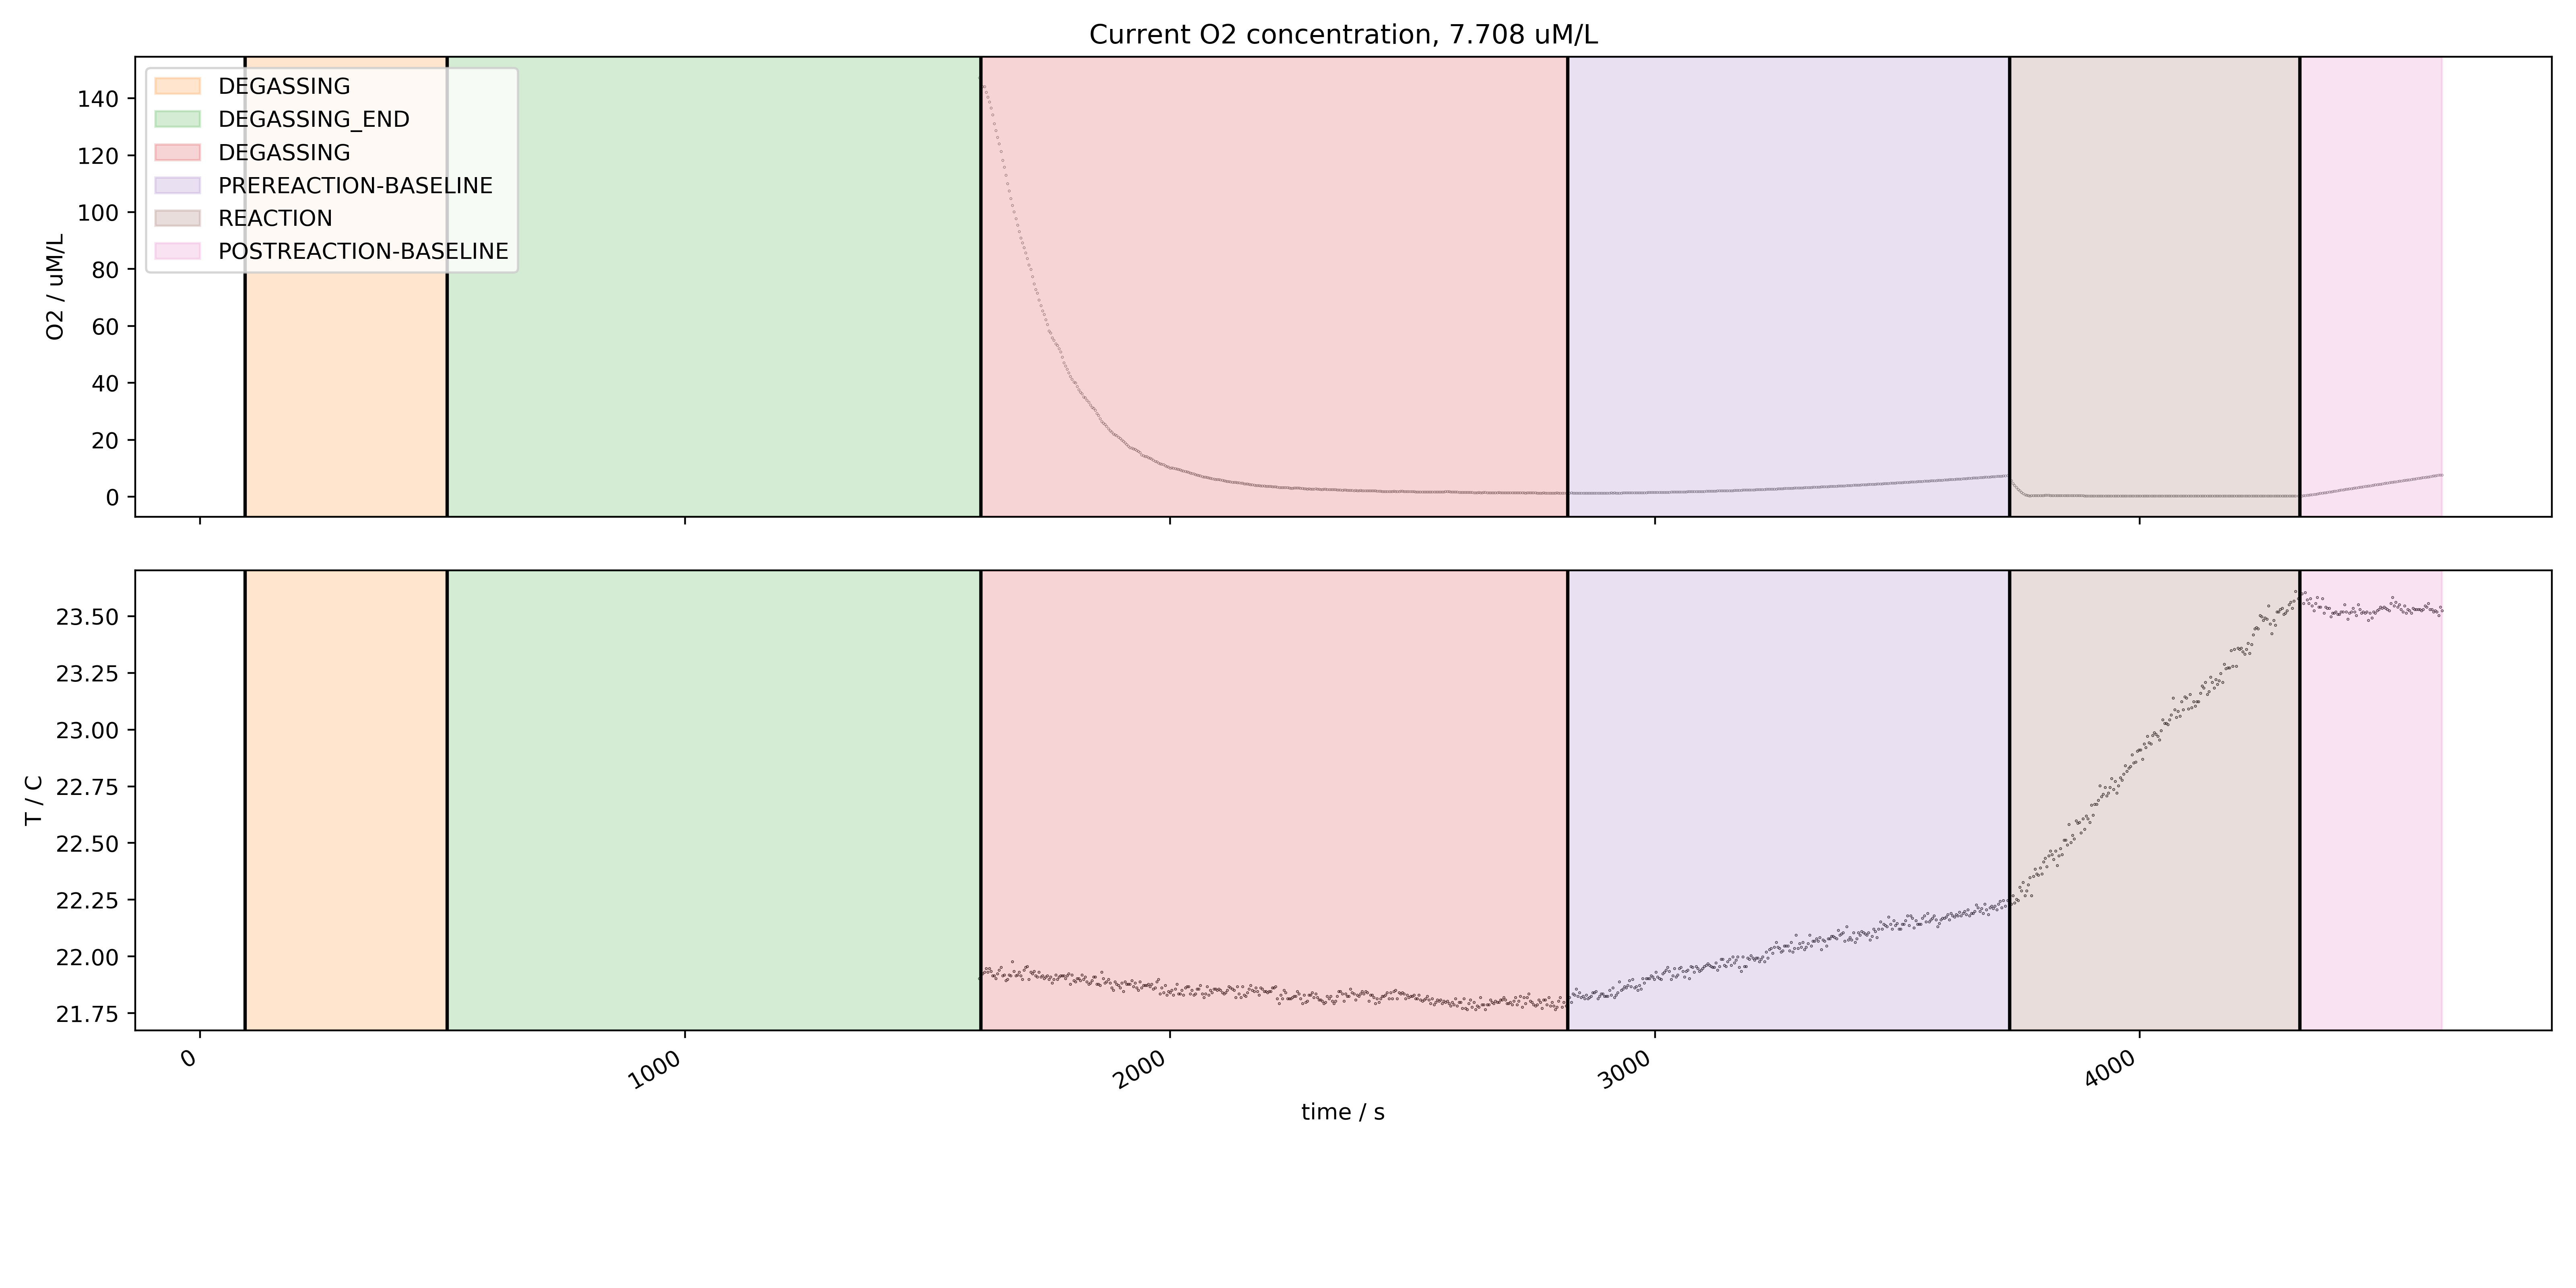 Current O2 concentration, 7.708 uM/L
DEGASSING
DEGASSING_END
DEGASSING
PREREACTION-BASELINE
REACTION
POSTREACTION-BASELINE
140
120
100
80
60
40
20
0
O2 / uM/L
23.50
23.25
23.00
22.75
22.50
22.25
22.00
21.75
T / C
0
1000
2000
3000
4000
time / s